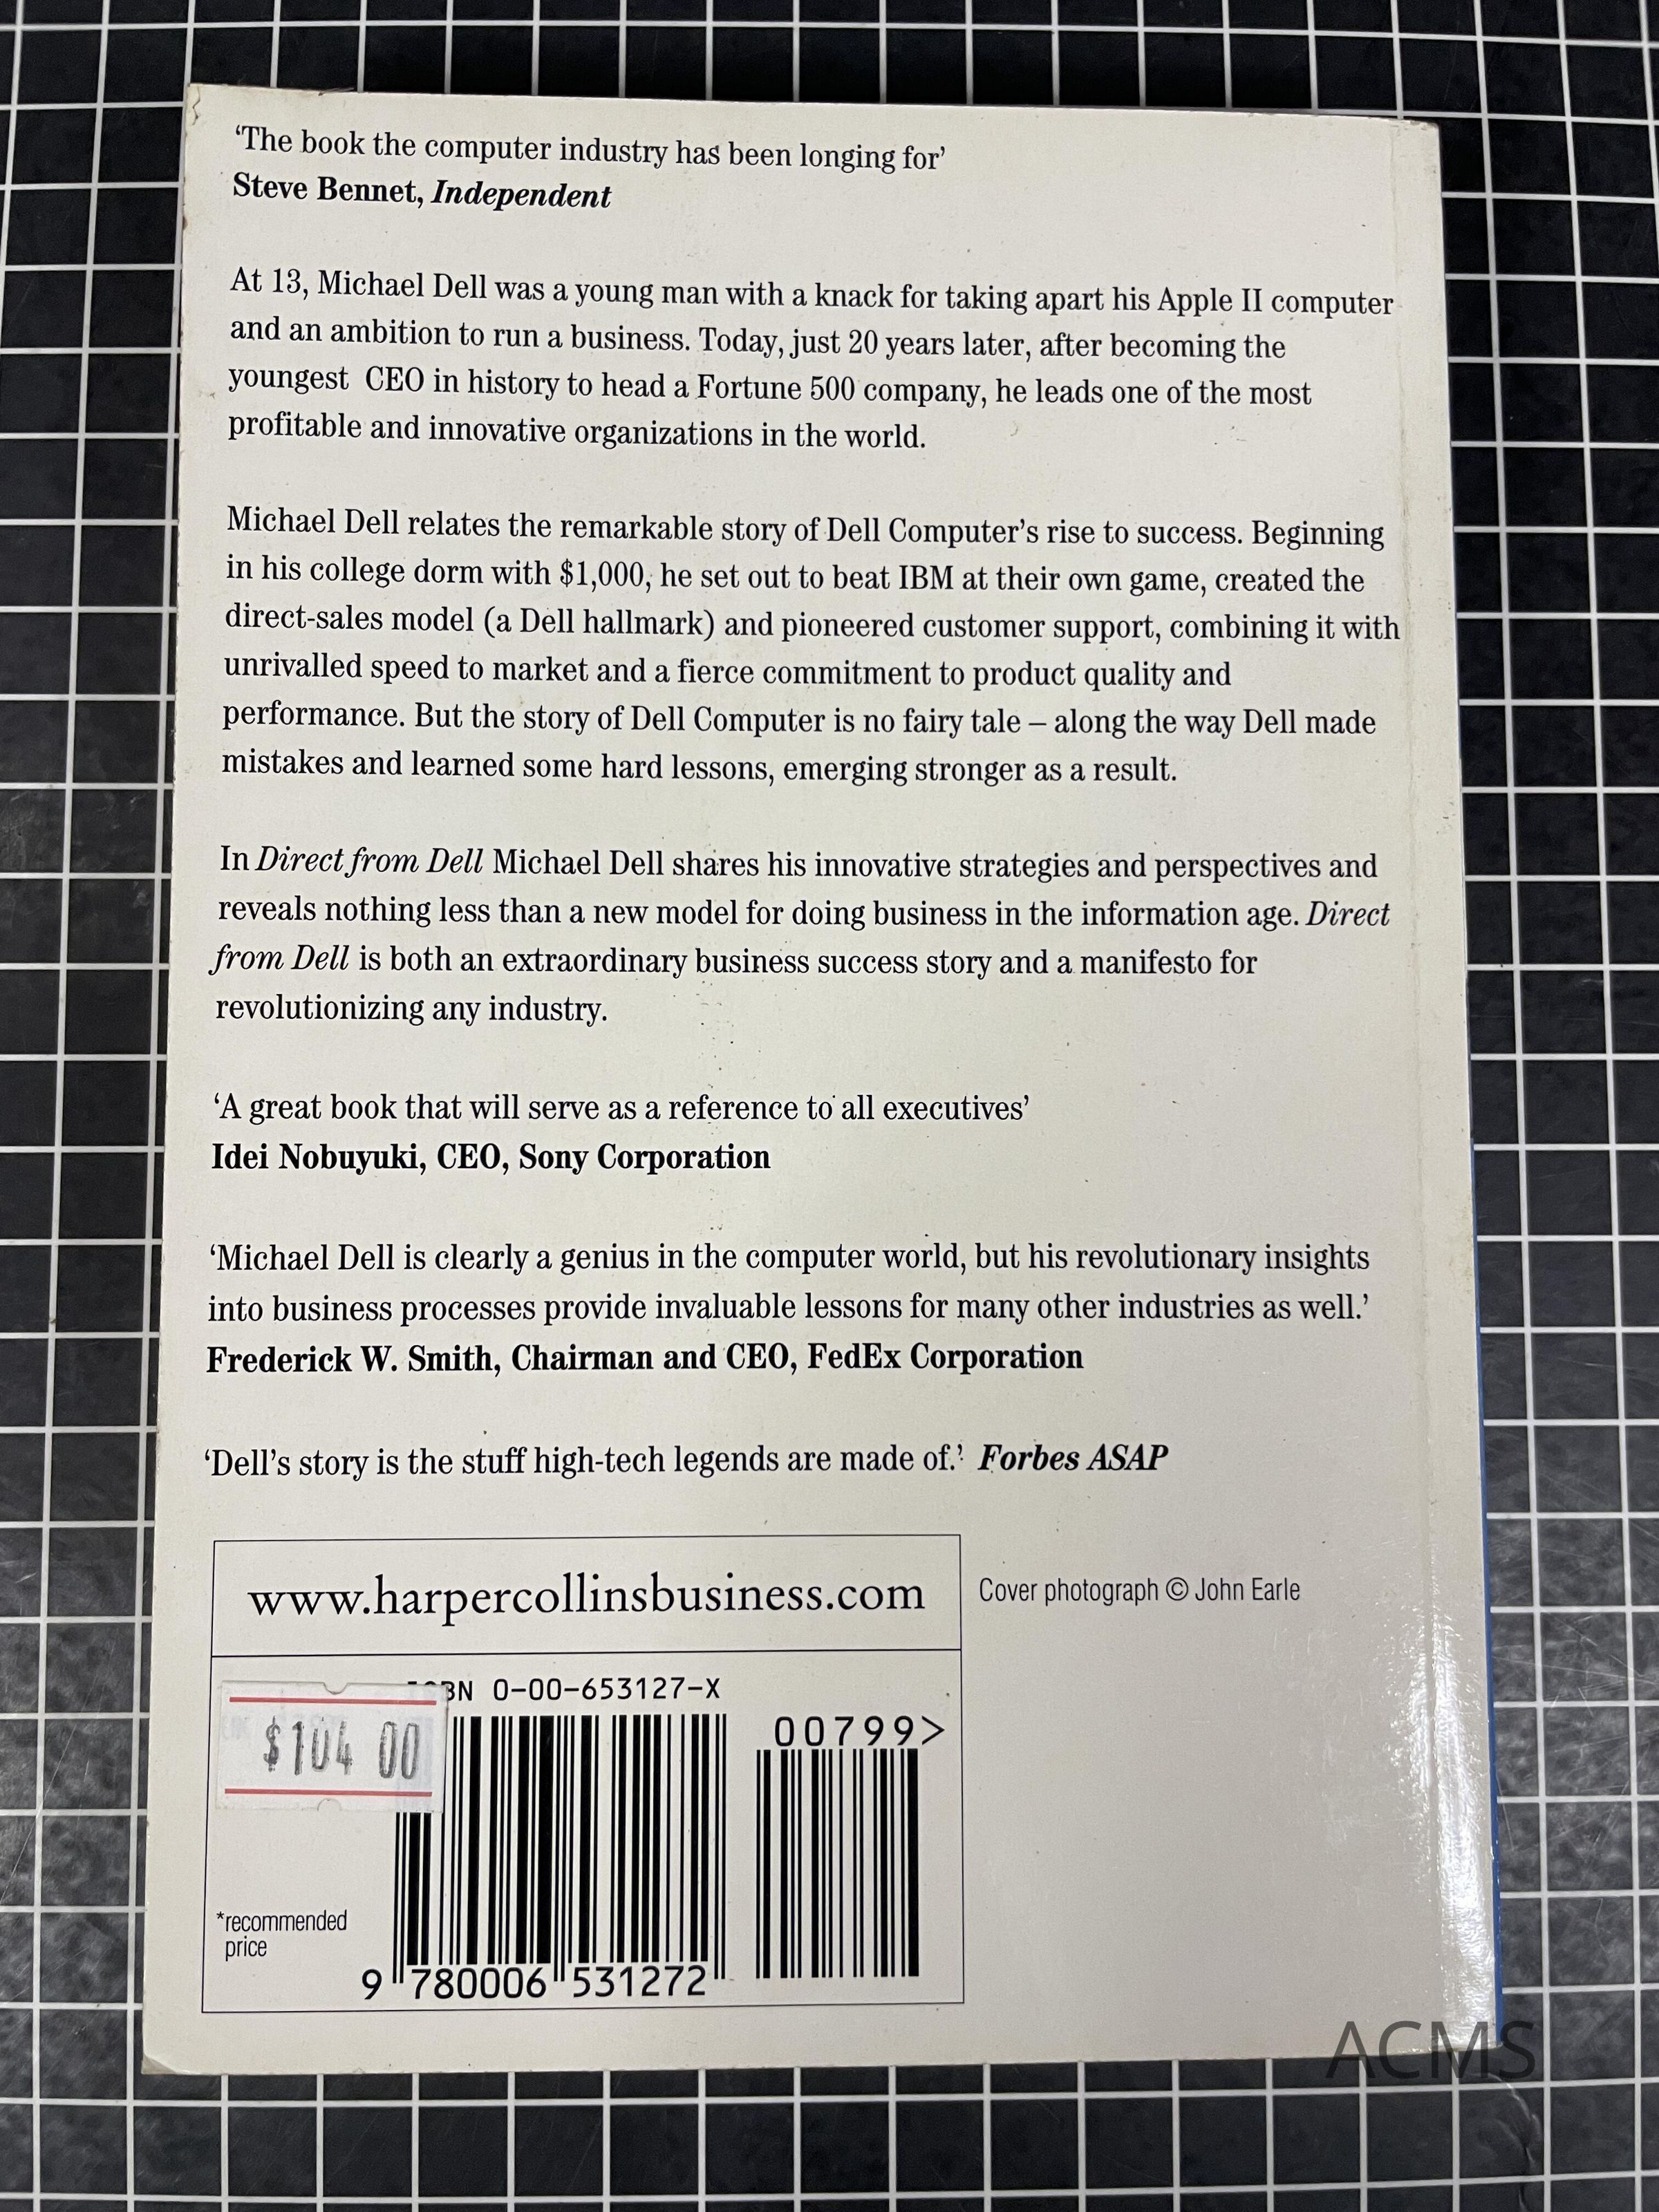 ‘The book the computer industry has been longing for’
Steve Bennet, Independent
At 13, Michael Dell was a young man with a knack for taking apart his Apple II computer
and an ambition to run a business. Today, just 20 years later, after becoming the
youngest CEO in history to head a Fortune 500 company, he leads one of the most
profitable and innovative organizations in the world.
Michael Dell relates the remarkable story of Dell Computer’s rise to success. Beginning
in his college dorm with $1,000, he set out to beat IBM at their own game, created the
direct-sales model (a Dell hallmark) and pioneered customer support, combining it with
unrivalled speed to market and a fierce commitment to product quality and
performance. But the story of Dell Computer is no fairy tale – along the way Dell made
mistakes and learned some hard lessons, emerging stronger as a result.
In Direct from Dell Michael Dell shares his innovative strategies and perspectives and
reveals nothing less than a new model for doing business in the information age. Direct
from Dell is both an extraordinary business success story and a manifesto for
revolutionizing any industry.
‘A great book that will serve as a reference to all executives’
Idei Nobuyuki, CEO, Sony Corporation
‘Michael Dell is clearly a genius in the computer world, but his revolutionary insights
into business processes provide invaluable lessons for many other industries as well.’
Frederick W. Smith, Chairman and CEO, FedEx Corporation
‘Dell’s story is the stuff high-tech legends are made of.’ Forbes ASAP
www.harpercollinsbusiness.com
Cover photograph © John Earle
ISBN 0-00-653127-X
$104 00
00799>
*recommended
price
9 780006 531272
ACMS